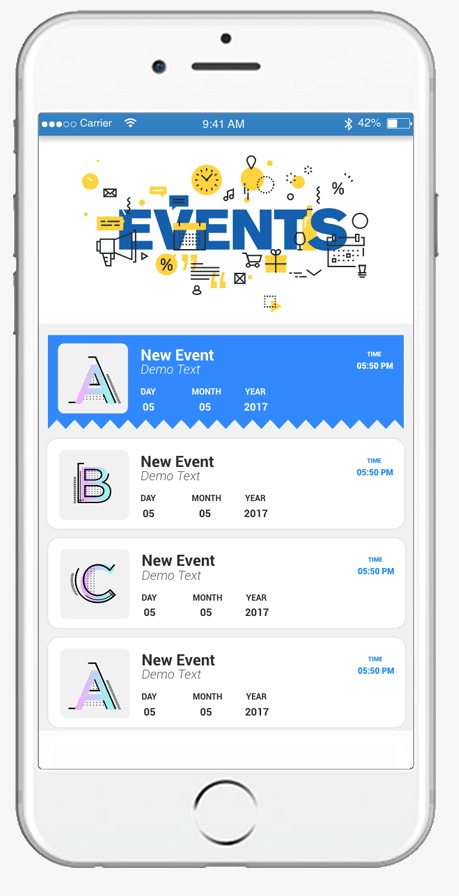 Carrier 9:41 AM 42%
EVENTS
%
%
A
New Event
Demo Text
TIME
05:50 PM
DAY MONTH YEAR
05 05 2017
B
New Event
Demo Text
TIME
05:50 PM
DAY MONTH YEAR
05 05 2017
C
New Event
Demo Text
TIME
05:50 PM
DAY MONTH YEAR
05 05 2017
A
New Event
Demo Text
TIME
05:50 PM
DAY MONTH YEAR
05 05 2017